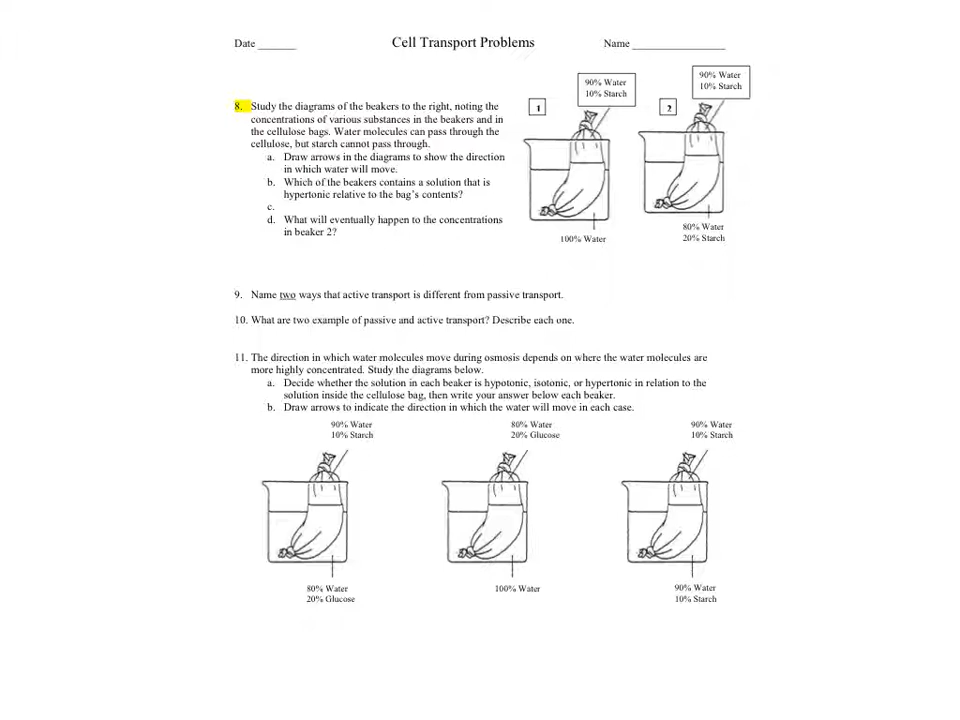 Date _______ Cell Transport Problems Name _________________
90% Water
10% Starch
90% Water
10% Starch
1
2
8. Study the diagrams of the beakers to the right, noting the
concentrations of various substances in the beakers and in
the cellulose bags. Water molecules can pass through the
cellulose, but starch cannot pass through.
a. Draw arrows in the diagrams to show the direction
in which water will move.
b. Which of the beakers contains a solution that is
hypertonic relative to the bag's contents?
c.
d. What will eventually happen to the concentrations
in beaker 2?
100% Water
80% Water
20% Starch
9. Name two ways that active transport is different from passive transport.
10. What are two example of passive and active transport? Describe each one.
11. The direction in which water molecules move during osmosis depends on where the water molecules are
more highly concentrated. Study the diagrams below.
a. Decide whether the solution in each beaker is hypotonic, isotonic, or hypertonic in relation to the
solution inside the cellulose bag, then write your answer below each beaker.
b. Draw arrows to indicate the direction in which the water will move in each case.
90% Water
10% Starch
80% Water
20% Glucose
90% Water
10% Starch
80% Water
20% Glucose
100% Water
90% Water
10% Starch